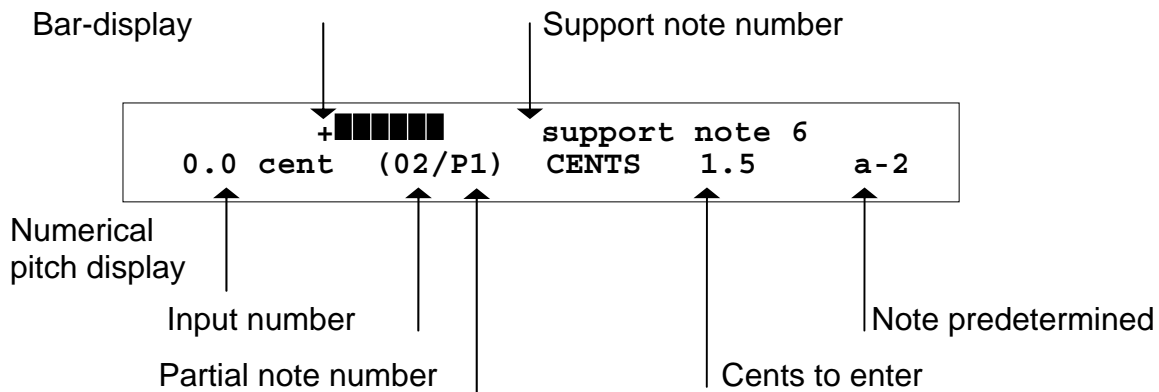 Bar-display Support note number
+██████ support note 6
0.0 cent (02/P1) CENTS 1.5 a-2
Numerical
pitch display
Input number Note predetermined
Partial note number Cents to enter